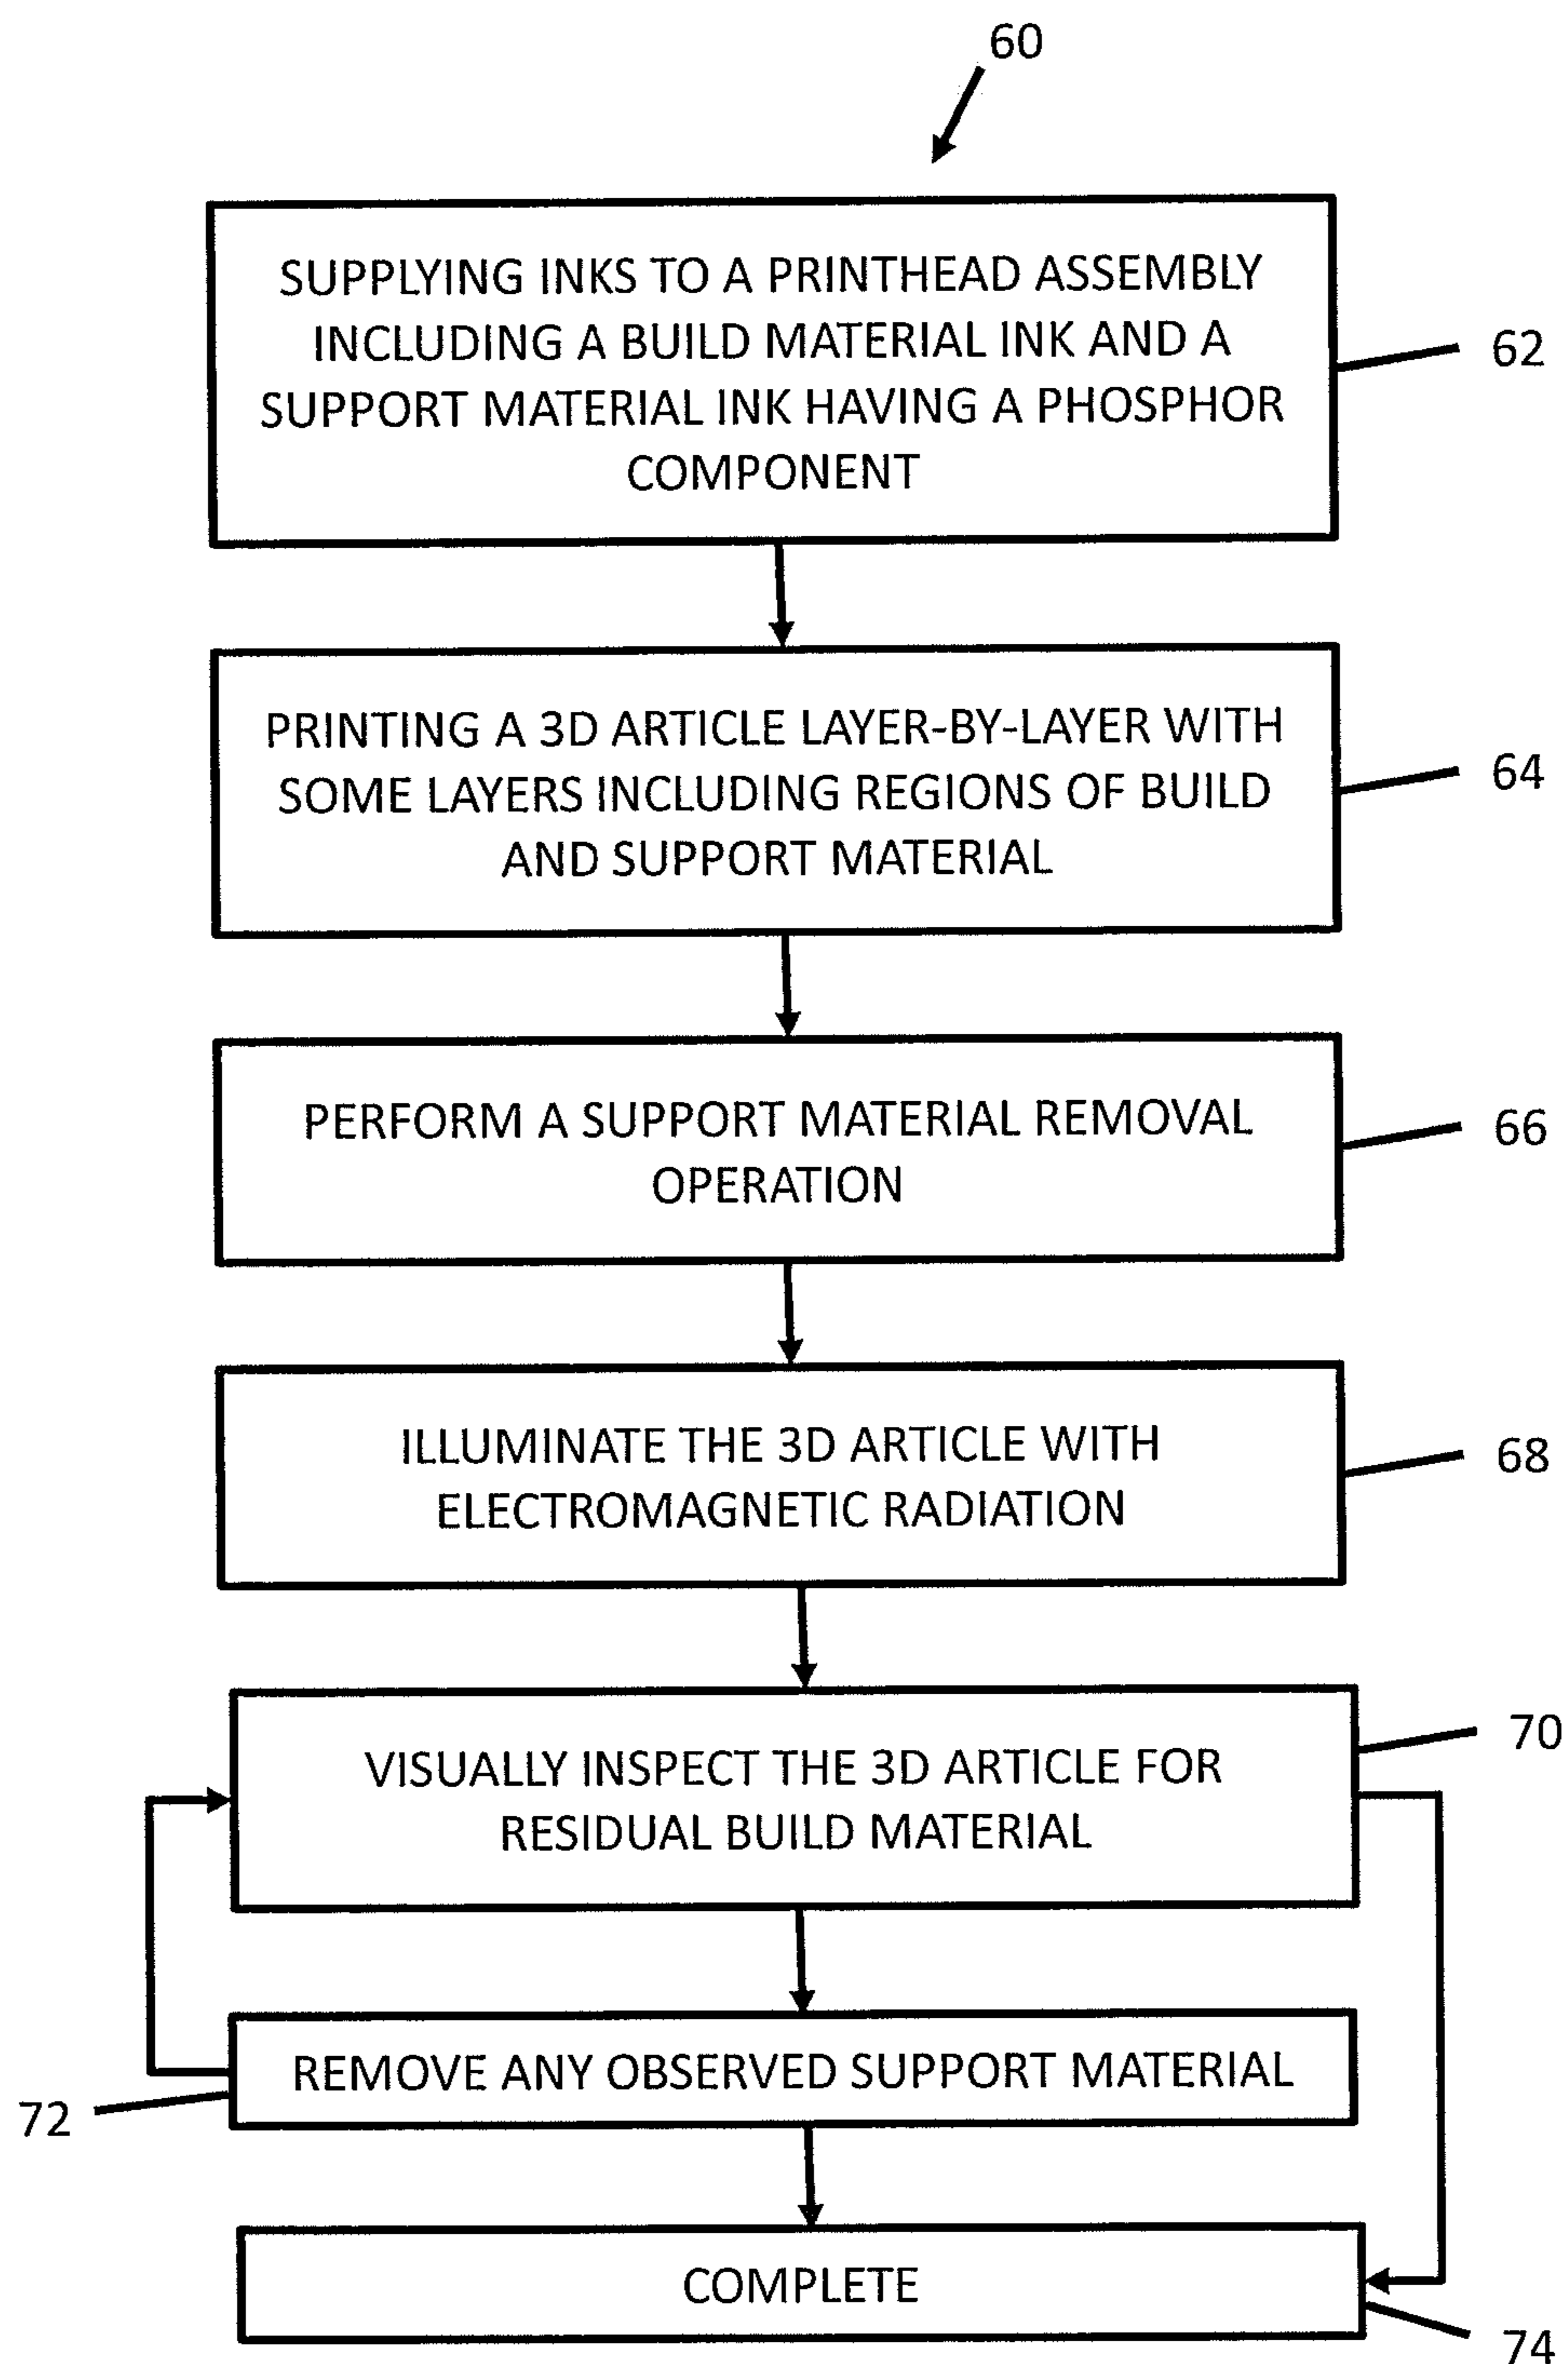 60
SUPPLYING INKS TO A PRINTHEAD ASSEMBLY
INCLUDING A BUILD MATERIAL INK AND A
SUPPORT MATERIAL INK HAVING A PHOSPHOR
COMPONENT
62
PRINTING A 3D ARTICLE LAYER-BY-LAYER WITH
SOME LAYERS INCLUDING REGIONS OF BUILD
AND SUPPORT MATERIAL
64
PERFORM A SUPPORT MATERIAL REMOVAL
OPERATION
66
ILLUMINATE THE 3D ARTICLE WITH
ELECTROMAGNETIC RADIATION
68
VISUALLY INSPECT THE 3D ARTICLE FOR
RESIDUAL BUILD MATERIAL
70
REMOVE ANY OBSERVED SUPPORT MATERIAL
72
COMPLETE
74